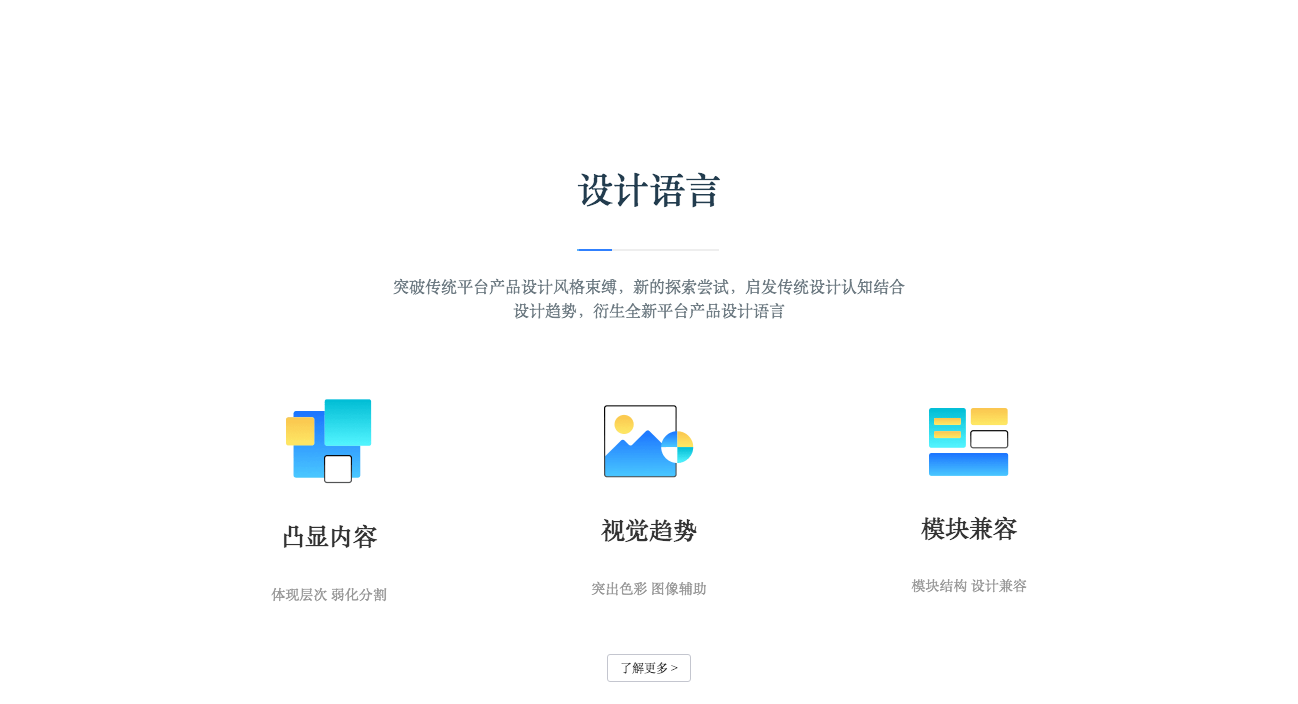 设计语言
突破传统平台产品设计风格束缚，新的探索尝试，启发传统设计认知结合
设计趋势，衍生全新平台产品设计语言
凸显内容
视觉趋势
模块兼容
体现层次 弱化分割
突出色彩 图像辅助
模块结构 设计兼容
了解更多 >